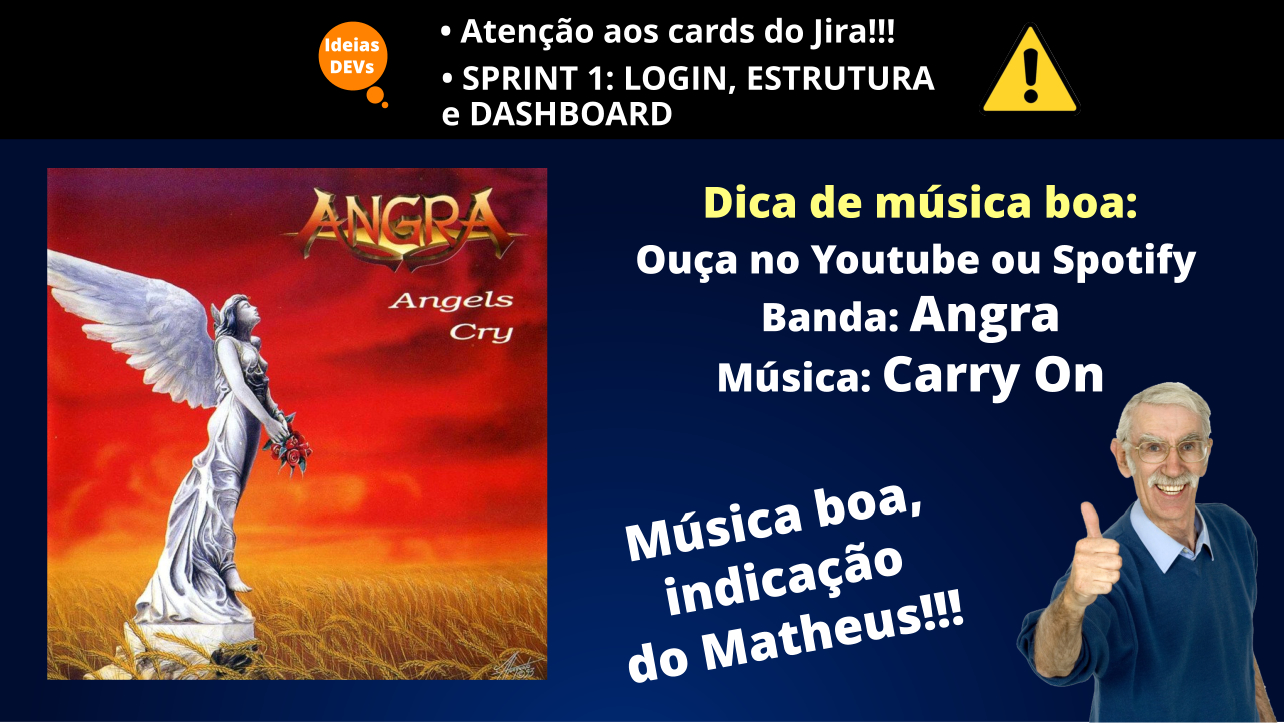 Ideias
DEVs
• Atenção aos cards do Jira!!!
• SPRINT 1: LOGIN, ESTRUTURA
e DASHBOARD
ANGRA
Angels
Cry
Dica de música boa:
Ouça no Youtube ou Spotify
Banda: Angra
Música: Carry On
Música boa,
indicação
do Matheus!!!